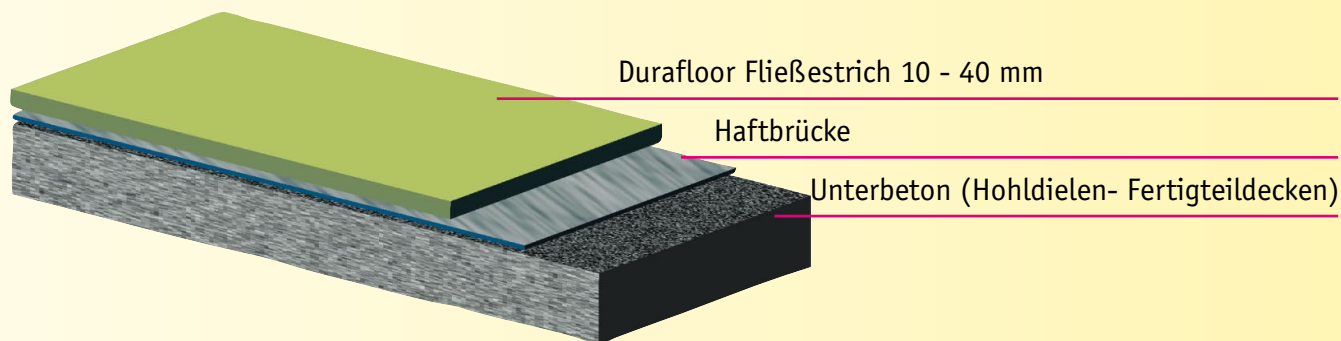 Durafloor Fließestrich 10 - 40 mm
Haftbrücke
Unterbeton (Hohldielen- Fertigteildecken)